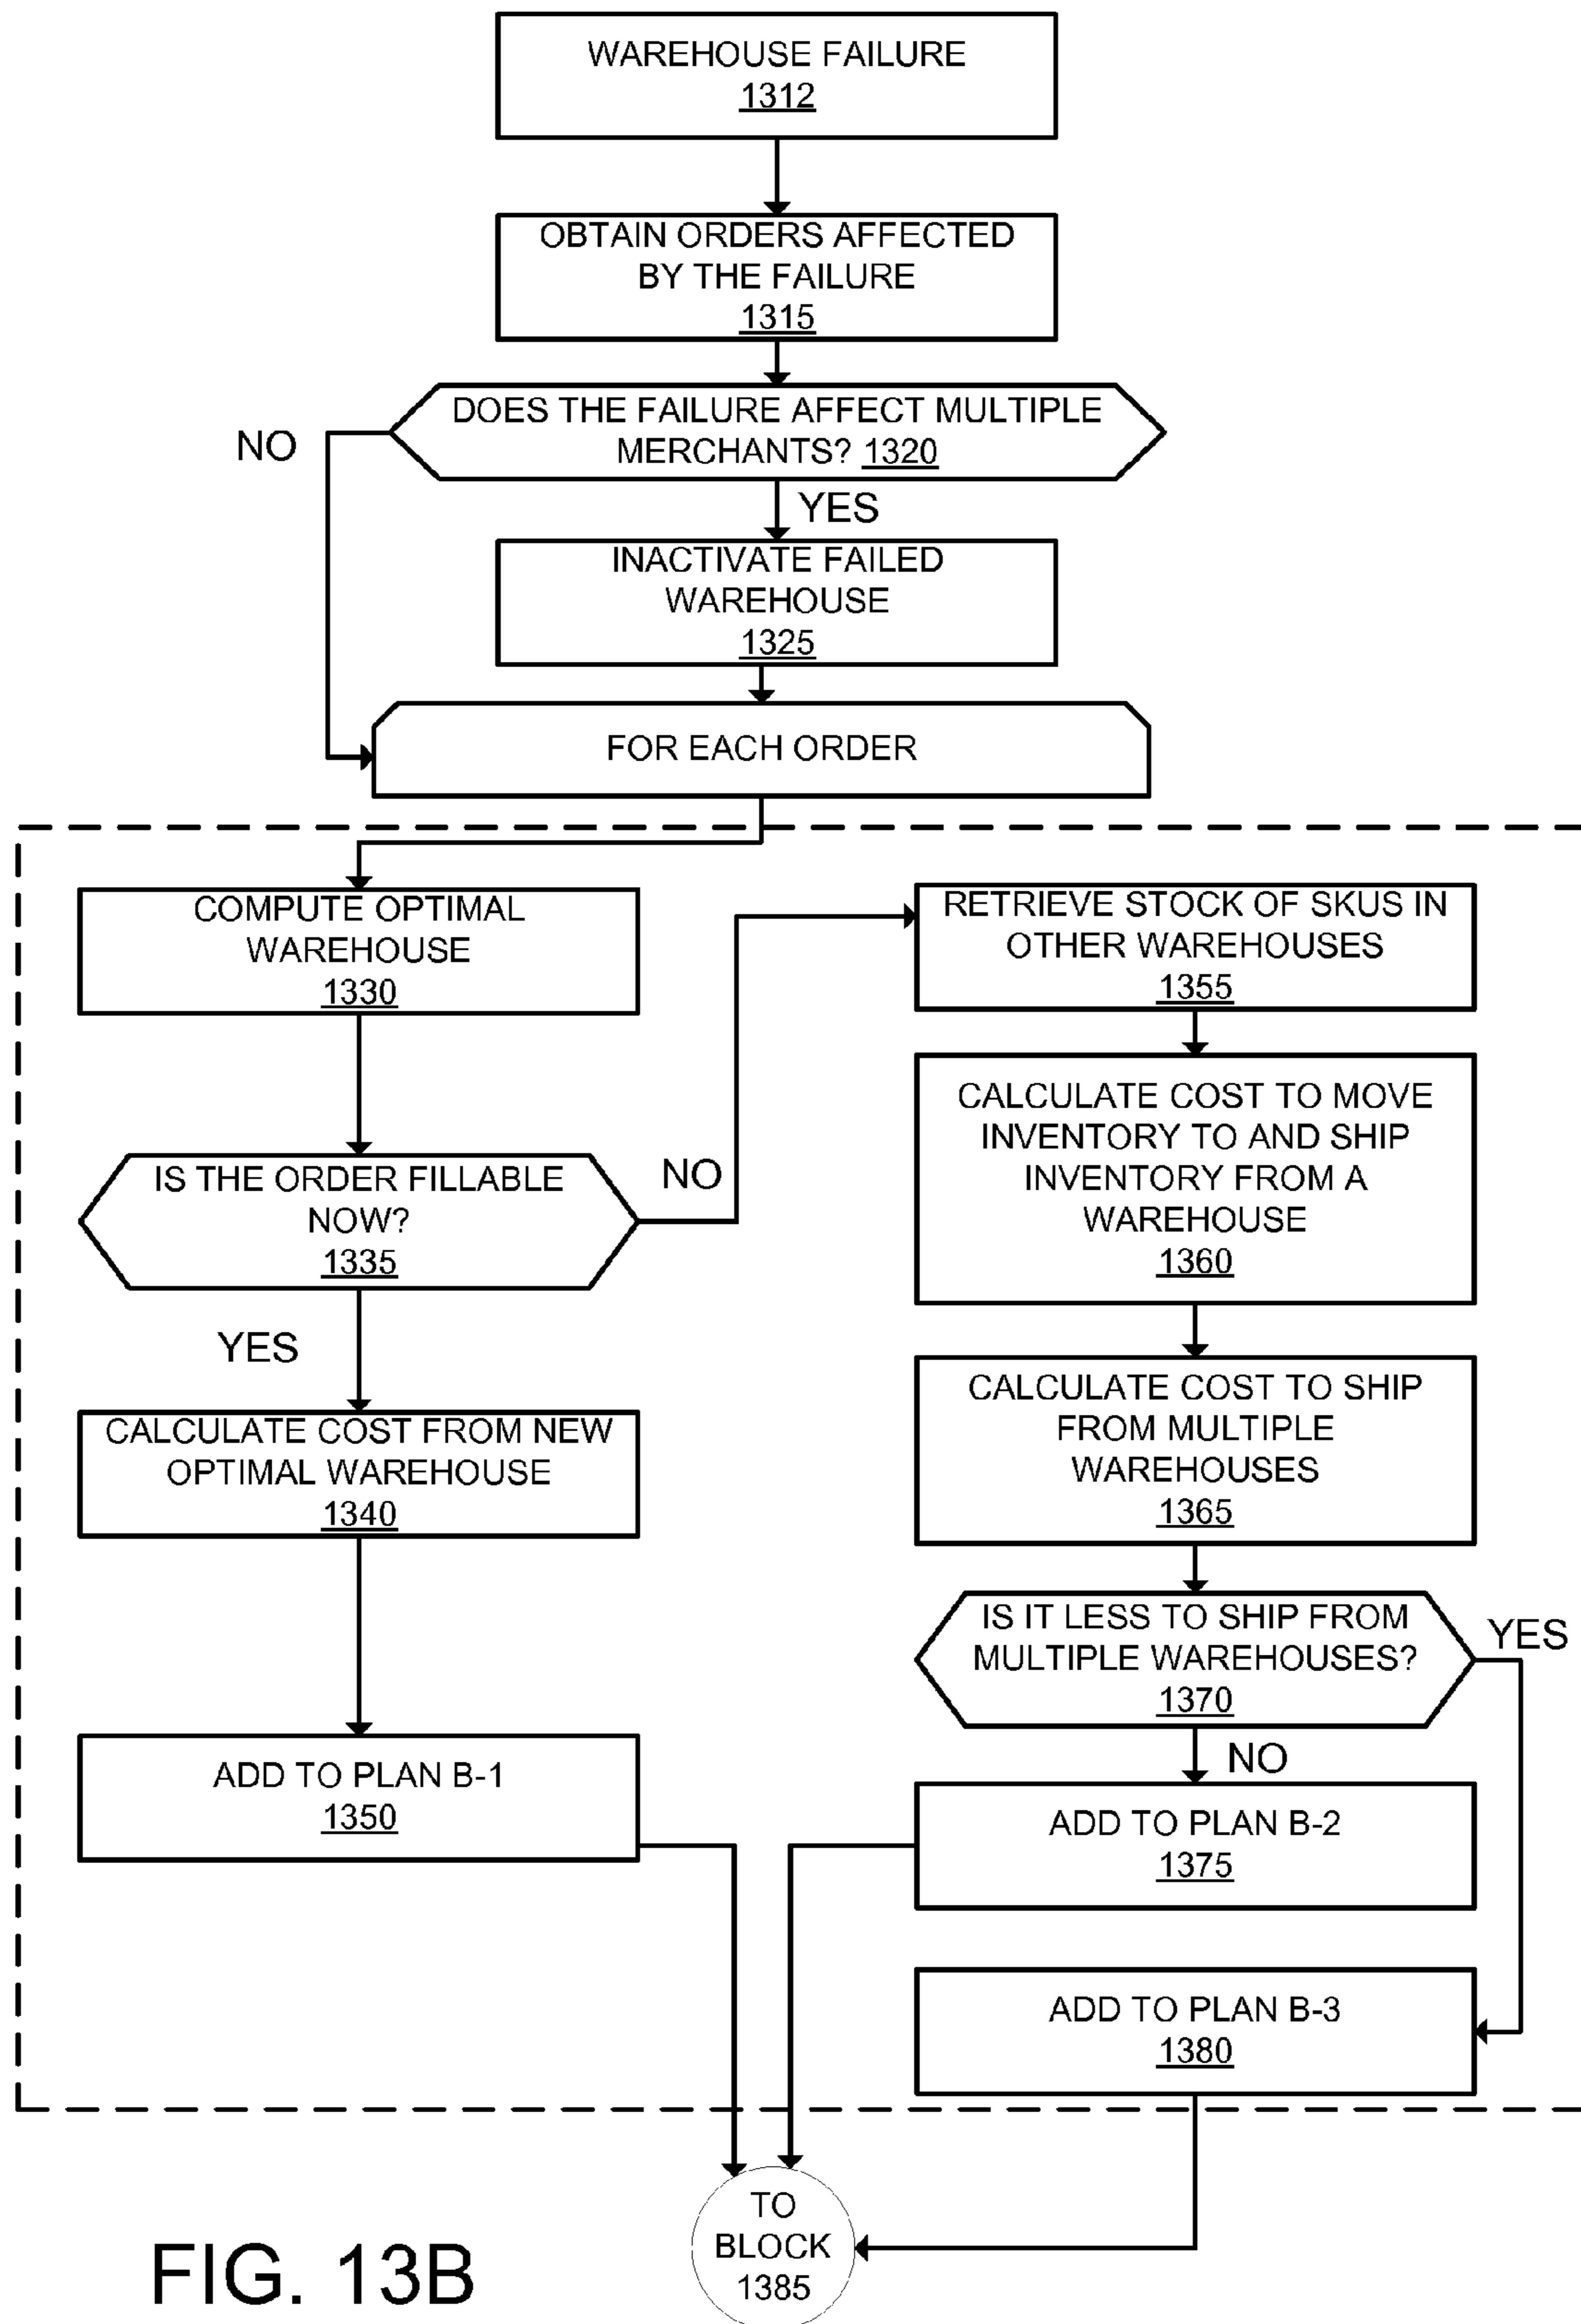 WAREHOUSE FAILURE
1312
OBTAIN ORDERS AFFECTED
BY THE FAILURE
1315
DOES THE FAILURE AFFECT MULTIPLE
MERCHANTS? 1320
NO
YES
INACTIVATE FAILED
WAREHOUSE
1325
FOR EACH ORDER
COMPUTE OPTIMAL
WAREHOUSE
1330
IS THE ORDER FILLABLE
NOW?
1335
NO
YES
CALCULATE COST FROM NEW
OPTIMAL WAREHOUSE
1340
ADD TO PLAN B-1
1350
RETRIEVE STOCK OF SKUS IN
OTHER WAREHOUSES
1355
CALCULATE COST TO MOVE
INVENTORY TO AND SHIP
INVENTORY FROM A
WAREHOUSE
1360
CALCULATE COST TO SHIP
FROM MULTIPLE
WAREHOUSES
1365
IS IT LESS TO SHIP FROM
MULTIPLE WAREHOUSES?
1370
YES
NO
ADD TO PLAN B-2
1375
ADD TO PLAN B-3
1380
TO
BLOCK
1385
FIG. 13B